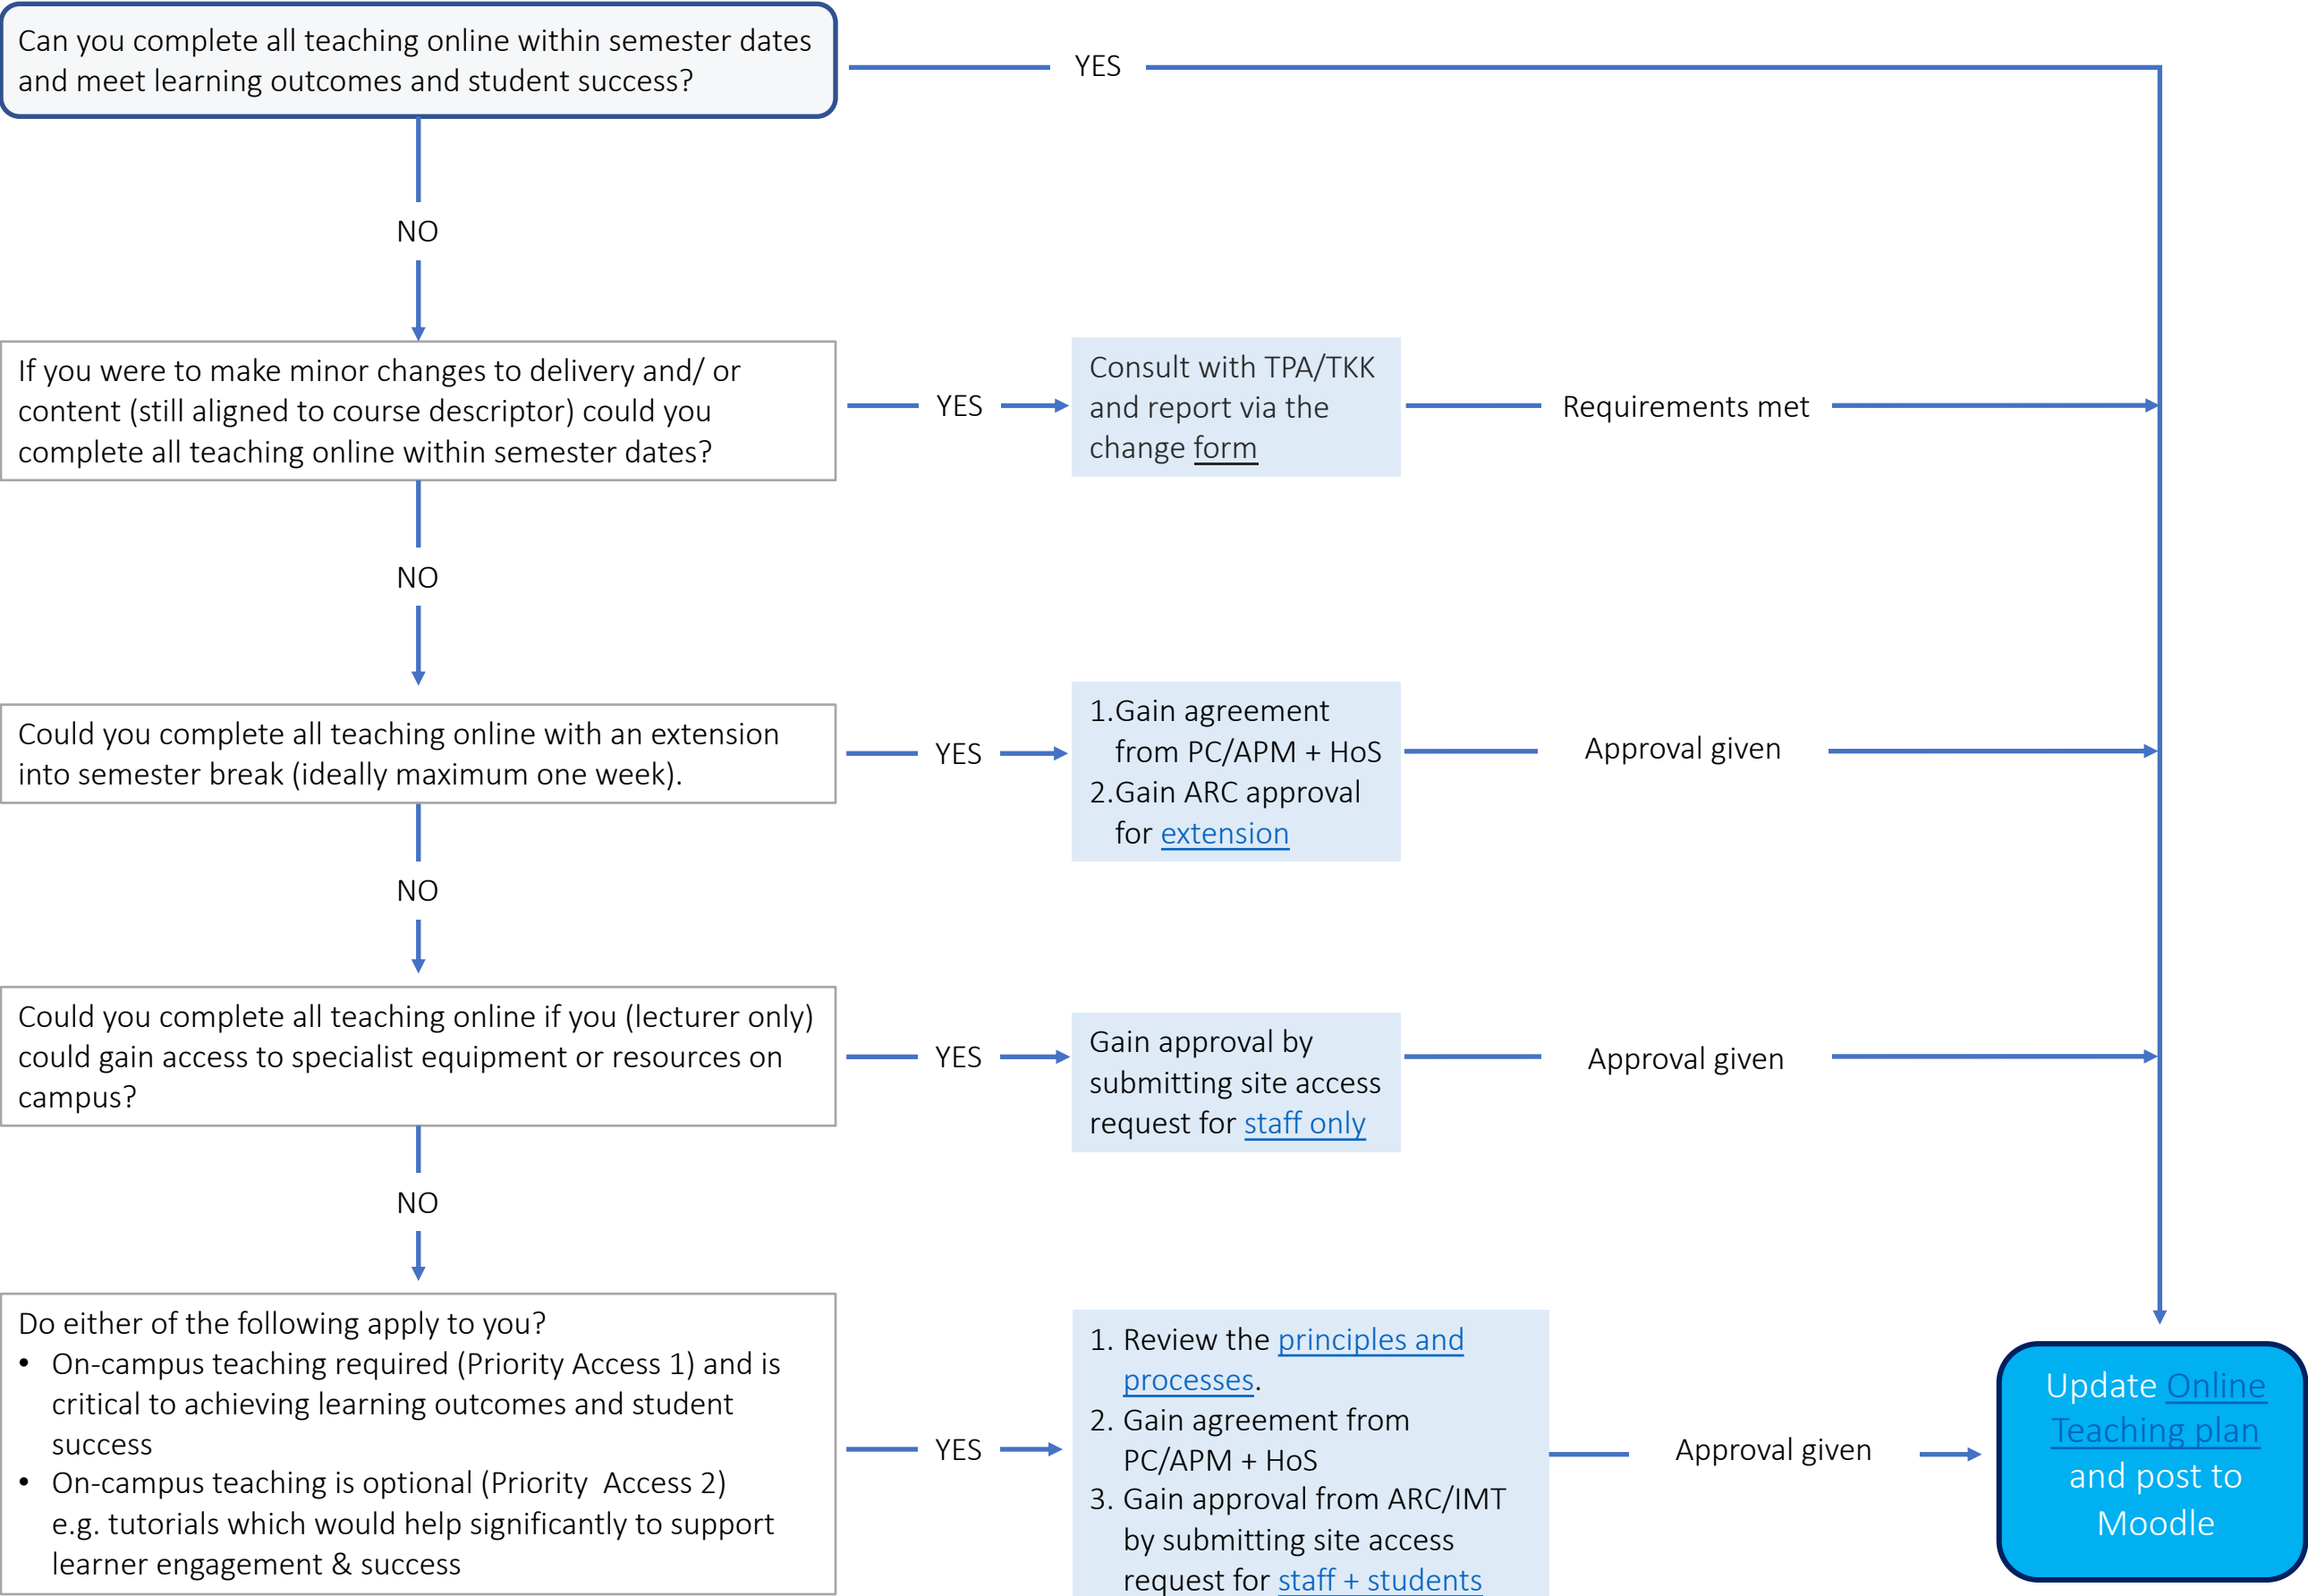 Can you complete all teaching online within semester dates
and meet learning outcomes and student success?
YES
NO
If you were to make minor changes to delivery and/ or
content (still aligned to course descriptor) could you
complete all teaching online within semester dates?
YES
Consult with TPA/TKK
and report via the
change form
Requirements met
NO
Could you complete all teaching online with an extension
into semester break (ideally maximum one week).
YES
1.Gain agreement
from PC/APM + HoS
2.Gain ARC approval
for extension
Approval given
NO
Could you complete all teaching online if you (lecturer only)
could gain access to specialist equipment or resources on
campus?
YES
Gain approval by
submitting site access
request for staff only
Approval given
NO
Do either of the following apply to you?
• On-campus teaching required (Priority Access 1) and is
critical to achieving learning outcomes and student
success
• On-campus teaching is optional (Priority  Access 2)
e.g. tutorials which would help significantly to support
learner engagement & success
YES
1. Review the principles and
processes.
2. Gain agreement from
PC/APM + HoS
3. Gain approval from ARC/IMT
by submitting site access
request for staff + students
Approval given
Update Online
Teaching plan
and post to
Moodle